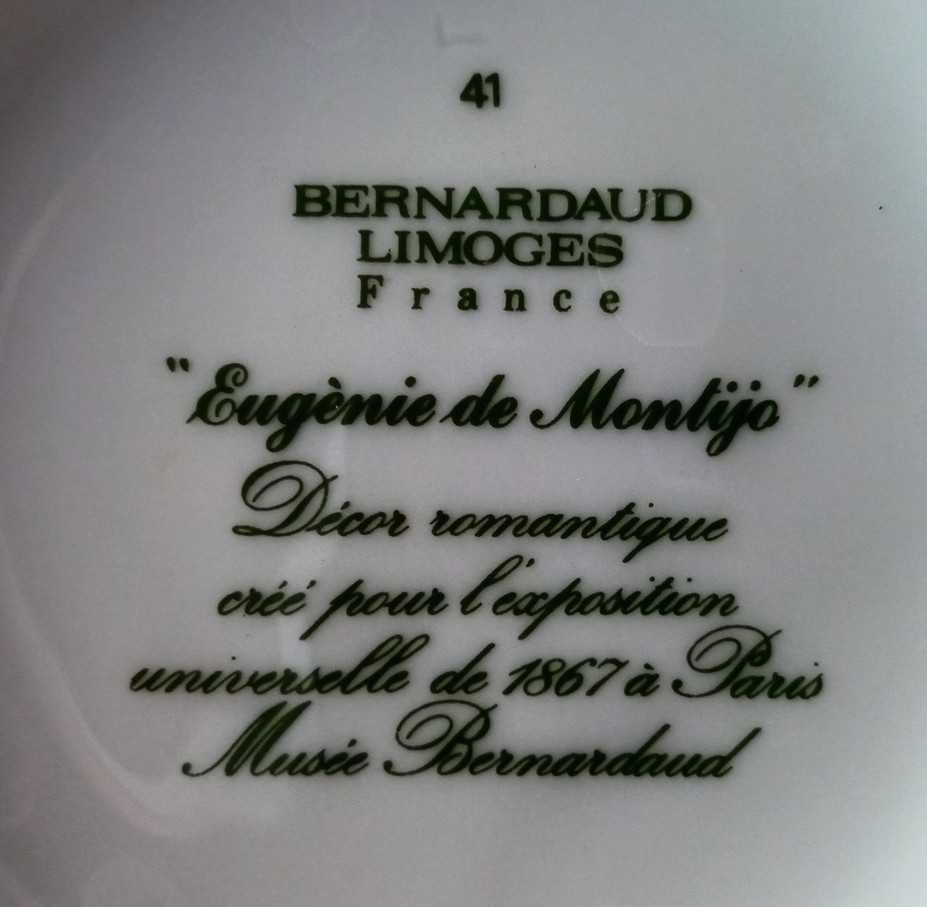 41
BERNARDAUD
LIMOGES
France
"Eugènie de Montijo"
Décor romantique
créé pour l'exposition
universelle de 1867 à Paris
Musée Bernardaud